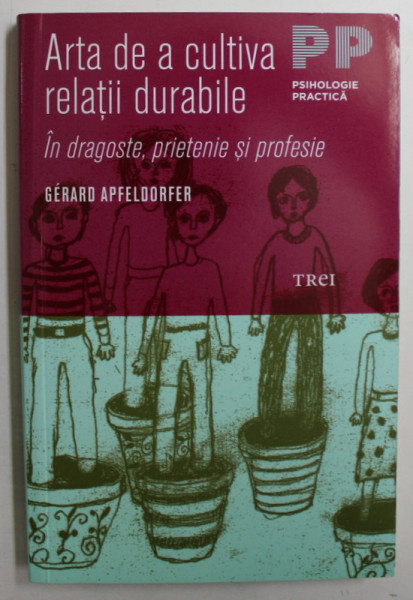 Arta de a cultiva
relații durabile
În dragoste, prietenie și profesie
GÉRARD APFELDORFER
PP
PSIHOLOGIE
PRACTICĂ
TREI